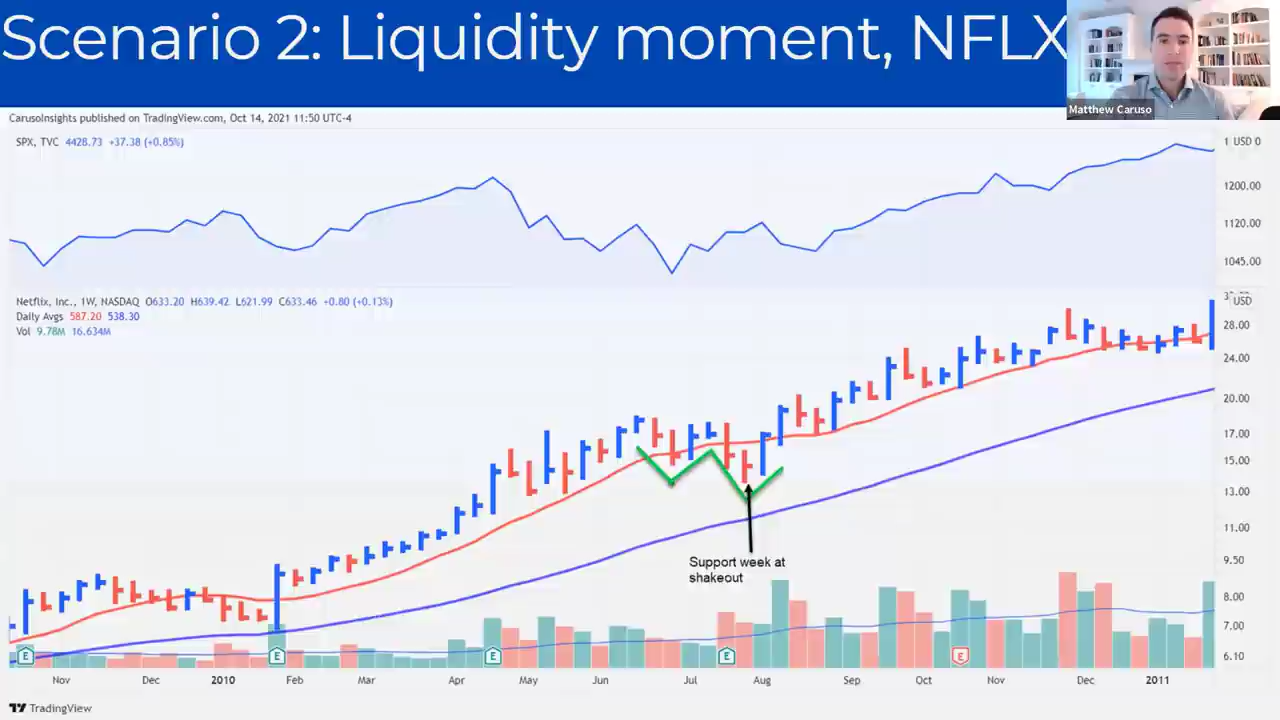 Scenario 2: Liquidity moment, NFLX
Matthew Caruso
CarusoInsights published on TradingView.com, Oct 14, 2021 11:50 UTC-4
SPX, TVC 4428.73 +37.38 (+0.85%)
1 USD 0
1200.00
1120.00
1045.00
Netflix, Inc., 1W, NASDAQ O633.20 H639.42 L621.99 C633.46 +0.80 (+0.13%)
USD
Daily Avgs 587.20 538.30
Vol 9.78M 16.634M
28.00
24.00
20.00
17.00
15.00
13.00
11.00
9.50
8.00
7.00
6.10
Support week at
shakeout
E
E
E
E
E
Nov Dec 2010 Feb Mar Apr May Jun Jul Aug Sep Oct Nov Dec 2011
TradingView